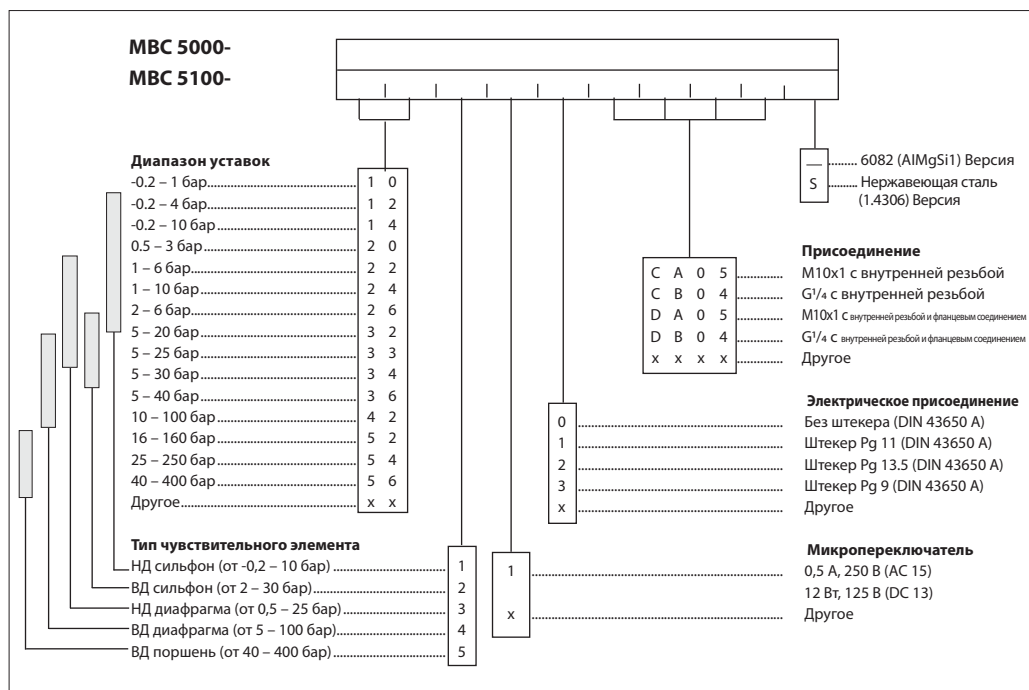 MBC 5000-
MBC 5100-
Диапазон уставок
-0.2 – 1 бар 1 0
-0.2 – 4 бар 1 2
-0.2 – 10 бар 1 4
0.5 – 3 бар 2 0
1 – 6 бар 2 2
1 – 10 бар 2 4
2 – 6 бар 2 6
5 – 20 бар 3 2
5 – 25 бар 3 3
5 – 30 бар 3 4
5 – 40 бар 3 6
10 – 100 бар 4 2
16 – 160 бар 5 2
25 – 250 бар 5 4
40 – 400 бар 5 6
Другое x x
Тип чувствительного элемента
НД сильфон (от -0,2 – 10 бар) 1
ВД сильфон (от 2 – 30 бар) 2
НД диафрагма (от 0,5 – 25 бар) 3
ВД диафрагма (от 5 – 100 бар) 4
ВД поршень (от 40 – 400 бар) 5
__ 6082 (AlMgSi1) Версия
S Нержавеющая сталь
(1.4306) Версия
Присоединение
C A 0 5 M10x1 с внутренней резьбой
C B 0 4 G1/4 с внутренней резьбой
D A 0 5 M10x1 с внутренней резьбой и фланцевым соединением
D B 0 4 G1/4 с внутренней резьбой и фланцевым соединением
x x x x Другое
Электрическое присоединение
0 Без штекера (DIN 43650 A)
1 Штекер Pg 11 (DIN 43650 A)
2 Штекер Pg 13.5 (DIN 43650 A)
3 Штекер Pg 9 (DIN 43650 A)
x Другое
Микропереключатель
1 0,5 A, 250 В (AC 15)
12 Вт, 125 В (DC 13)
x Другое